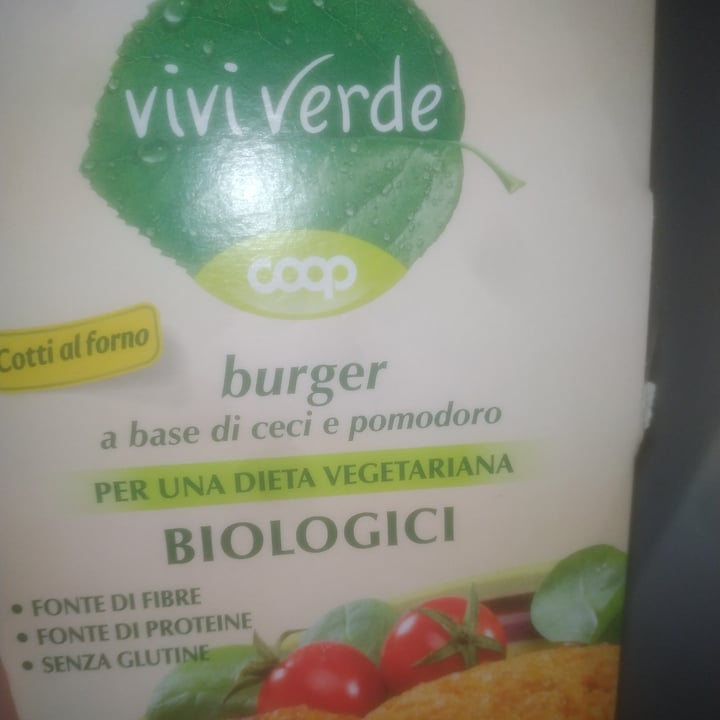 vivi verde
coop
Cotti al forno
burger
a base di ceci e pomodoro
PER UNA DIETA VEGETARIANA
BIOLOGICI
• FONTE DI FIBRE
• FONTE DI PROTEINE
• SENZA GLUTINE